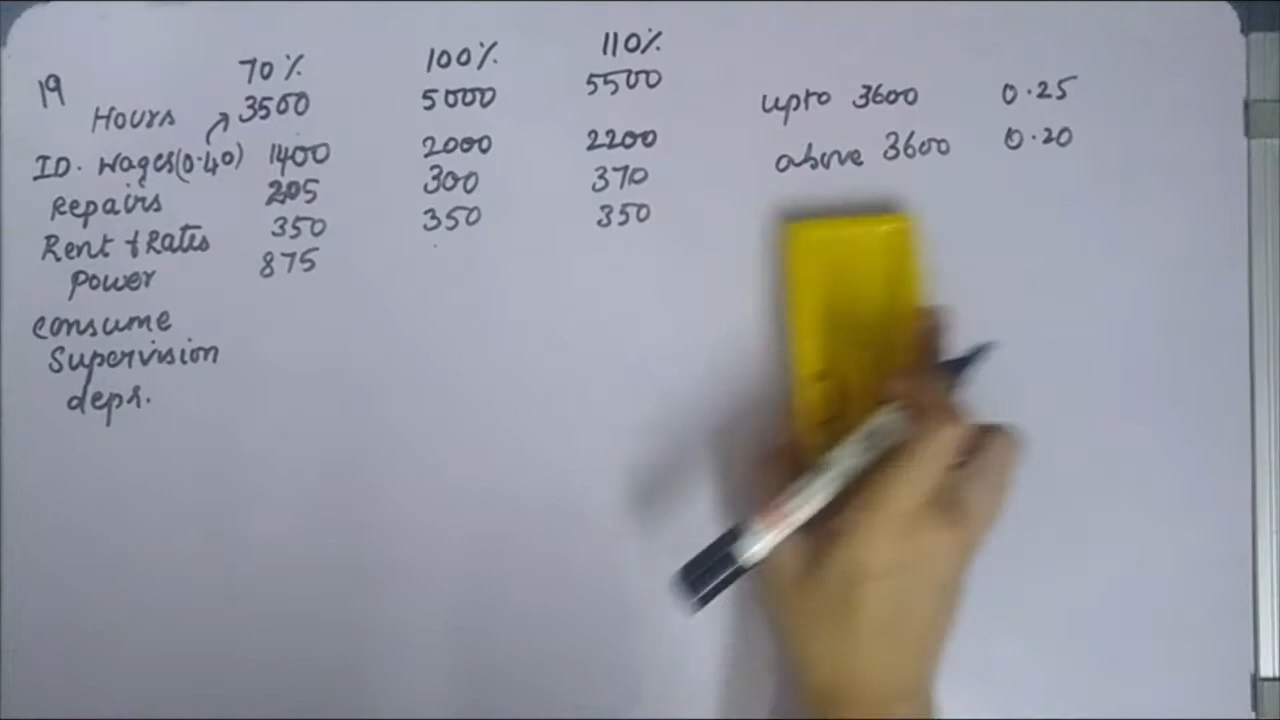 19 70% 100% 110%
Hours 3500 5000 5500
ID. wages(0.40) 1400 2000 2200
Repairs 205 300 370
Rent & Rates 350 350 350
Power 875
Consume
Supervision
depr.
upto 3600 0.25
above 3600 0.20